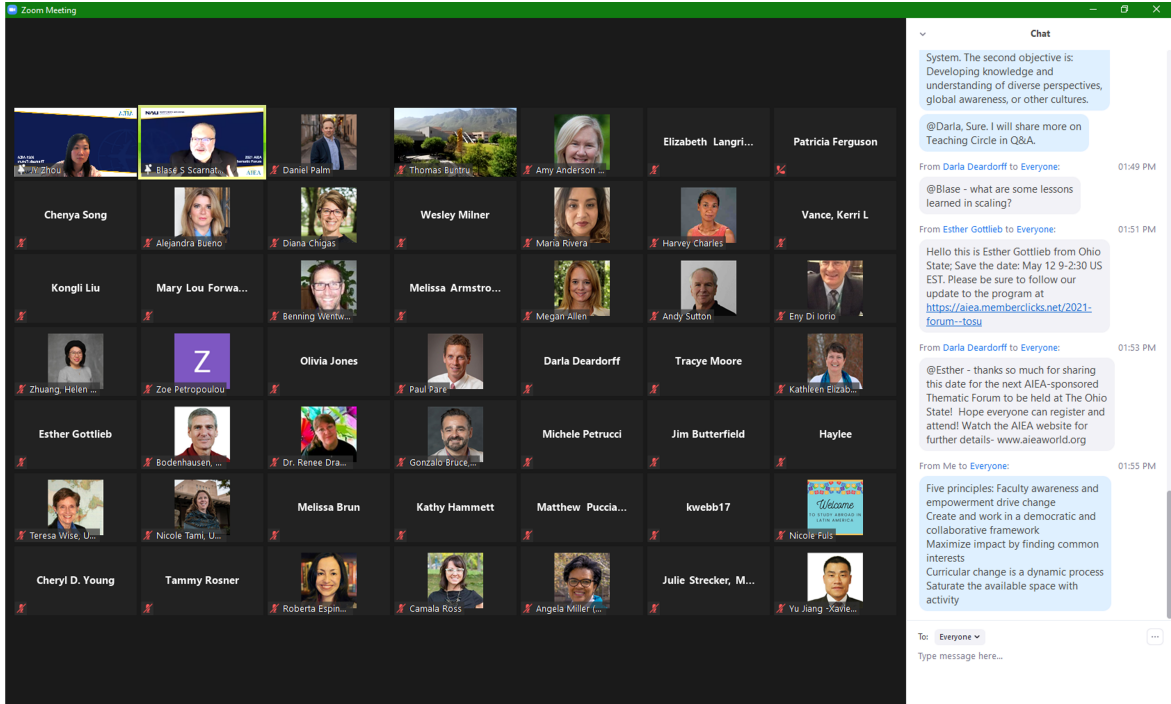 Zoom Meeting
AIEA
NAU
JY Zhou
Blase S Scarnat...
AIEA
Daniel Palm
Thomas Buntru
Amy Anderson ...
Elizabeth Langri...
Patricia Ferguson
Chenya Song
Alejandra Bueno
Diana Chigas
Wesley Milner
Maria Rivera
Harvey Charles
Vance, Kerri L
Kongli Liu
Mary Lou Forwa...
Benning Wentw...
Melissa Armstro...
Megan Allen
Andy Sutton
Eny Di Iorio
Zhuang, Helen ...
Z
Zoe Petropoulou
Olivia Jones
Paul Pare
Darla Deardorff
Tracye Moore
Kathleen Elizab...
Esther Gottlieb
Bodenhausen, ...
Dr. Renee Dra...
Gonzalo Bruce,...
Michele Petrucci
Jim Butterfield
Haylee
Teresa Wise, U...
Nicole Tami, U...
Melissa Brun
Kathy Hammett
Matthew Puccia...
kwebb17
Welcome
TO STUDY ABROAD IN
LATIN AMERICA
Nicole Fuls
Cheryl D. Young
Tammy Rosner
Roberta Espin...
Camala Ross
Angela Miller (...
Julie Strecker, M...
Yu Jiang -Xavie...
Chat
System. The second objective is:
Developing knowledge and
understanding of diverse perspectives,
global awareness, or other cultures.
@Darla, Sure. I will share more on
Teaching Circle in Q&A.
From Darla Deardorff to Everyone: 01:49 PM
@Blase - what are some lessons
learned in scaling?
From Esther Gottlieb to Everyone: 01:51 PM
Hello this is Esther Gottlieb from Ohio
State; Save the date: May 12 9-2:30 US
EST. Please be sure to follow our
update to the program at
https://aiea.memberclicks.net/2021-
forum--tosu
From Darla Deardorff to Everyone: 01:53 PM
@Esther - thanks so much for sharing
this date for the next AIEA-sponsored
Thematic Forum to be held at The Ohio
State! Hope everyone can register and
attend! Watch the AIEA website for
further details- www.aieaworld.org
From Me to Everyone: 01:55 PM
Five principles: Faculty awareness and
empowerment drive change
Create and work in a democratic and
collaborative framework
Maximize impact by finding common
interests
Curricular change is a dynamic process
Saturate the available space with
activity
To: Everyone
Type message here...